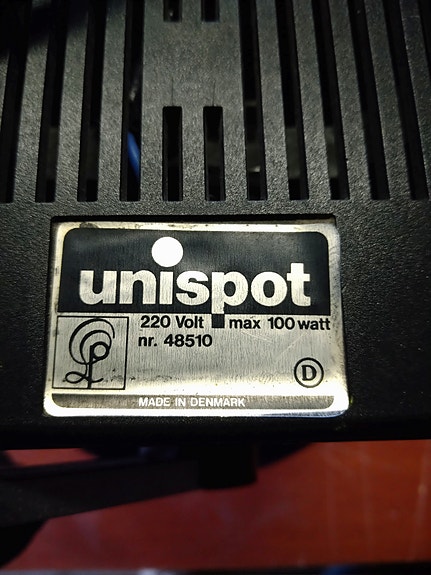 unispot
220 Volt max 100 watt
nr. 48510
D
MADE IN DENMARK